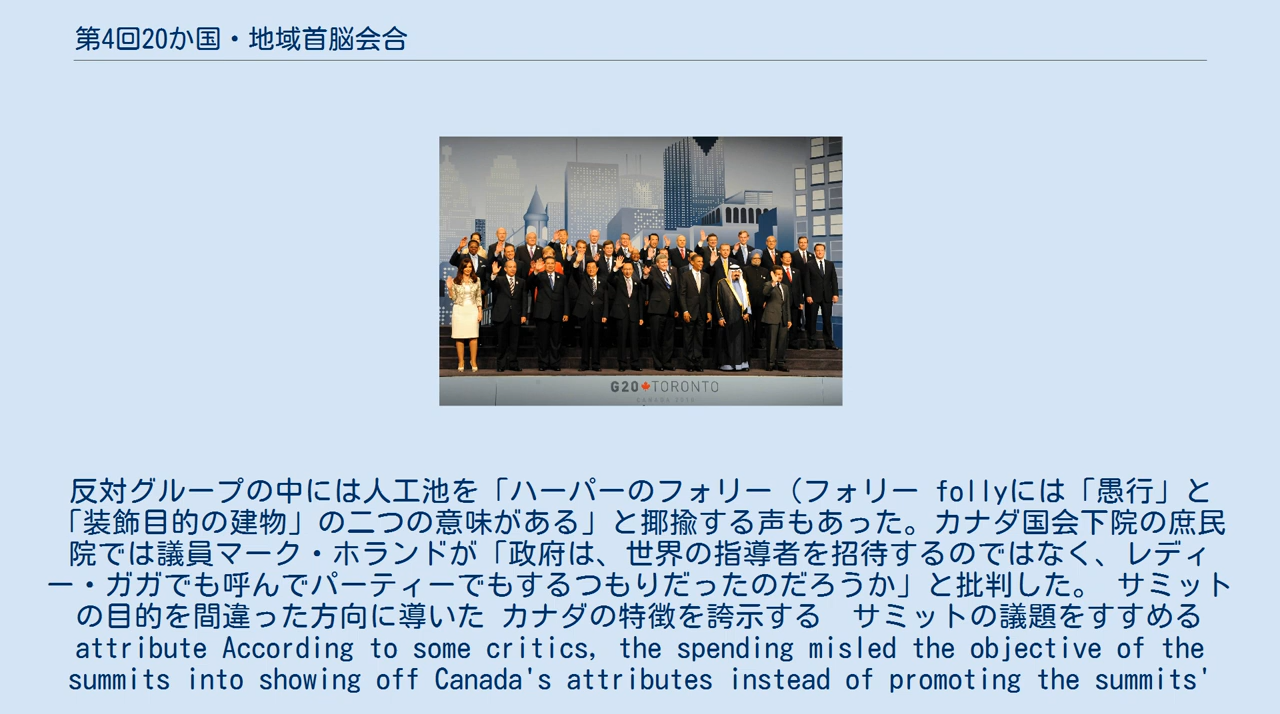 第4回20か国・地域首脳会合
G20 TORONTO
CANADA 2010
反対グループの中には人工池を「ハーパーのフォリー（フォリー follyには「愚行」と
「装飾目的の建物」の二つの意味がある」と揶揄する声もあった。カナダ国会下院の庶民
院では議員マーク・ホランドが「政府は、世界の指導者を招待するのではなく、レディ
ー・ガガでも呼んでパーティーでもするつもりだったのだろうか」と批判した。 サミット
の目的を間違った方向に導いた カナダの特徴を誇示する　サミットの議題をすすめる
attribute According to some critics, the spending misled the objective of the
summits into showing off Canada's attributes instead of promoting the summits'